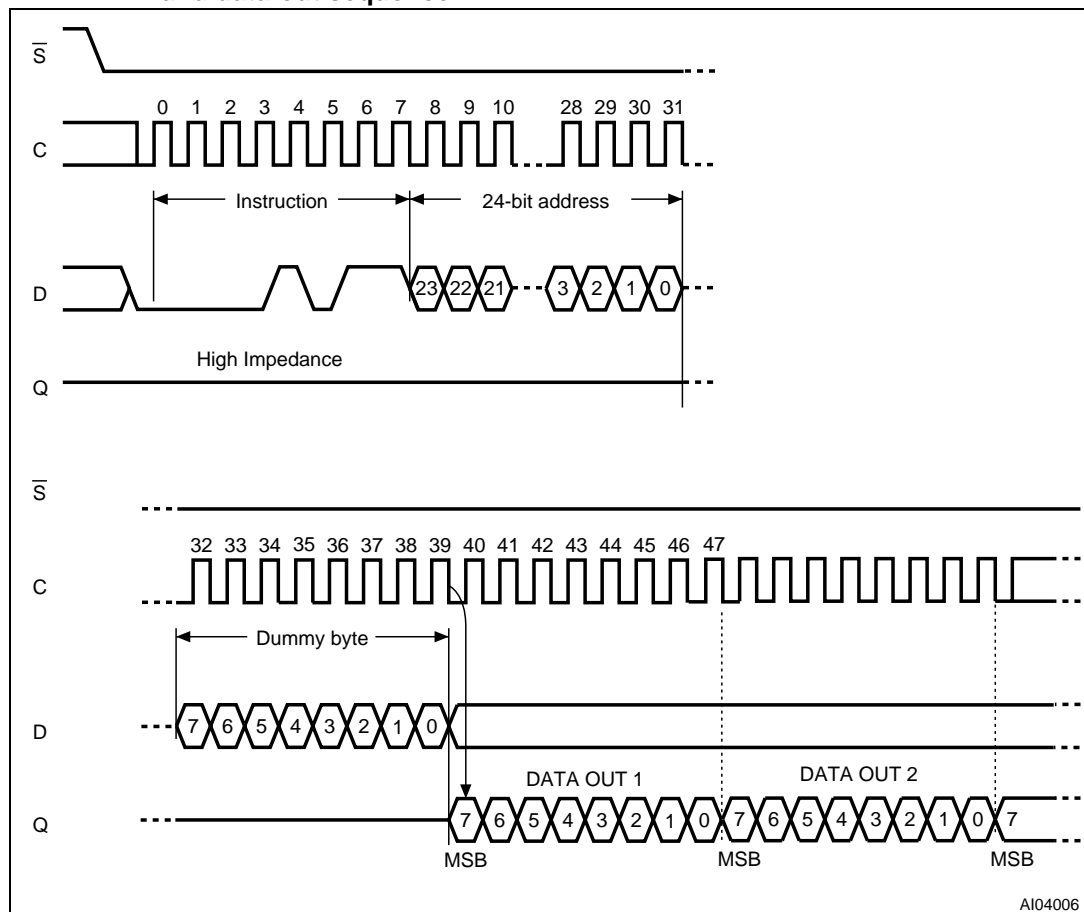 S
0 1 2 3 4 5 6 7 8 9 10 28 29 30 31
C
Instruction 24-bit address
D 23 22 21 3 2 1 0
High Impedance
Q
S
32 33 34 35 36 37 38 39 40 41 42 43 44 45 46 47
C
Dummy byte
D 7 6 5 4 3 2 1 0
DATA OUT 1 DATA OUT 2
Q 7 6 5 4 3 2 1 0 7 6 5 4 3 2 1 0 7
MSB MSB MSB
AI04006